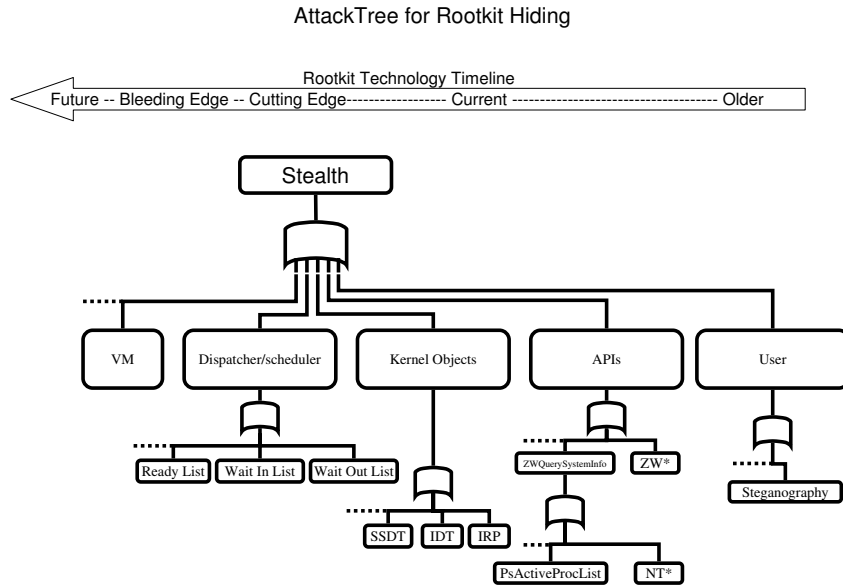 AttackTree for Rootkit Hiding
Rootkit Technology Timeline
Future -- Bleeding Edge -- Cutting Edge------------------ Current ------------------------------------- Older
Stealth
VM
Dispatcher/scheduler
Kernel Objects
APIs
User
Ready List
Wait In List
Wait Out List
ZWQuerySystemInfo
ZW*
Steganography
SSDT
IDT
IRP
PsActiveProcList
NT*